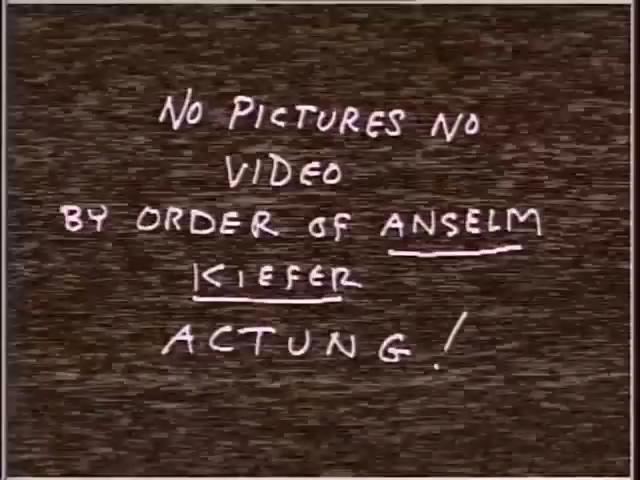 NO PICTURES NO
VIDEO
BY ORDER OF ANSELM
KIEFER
ACTUNG!